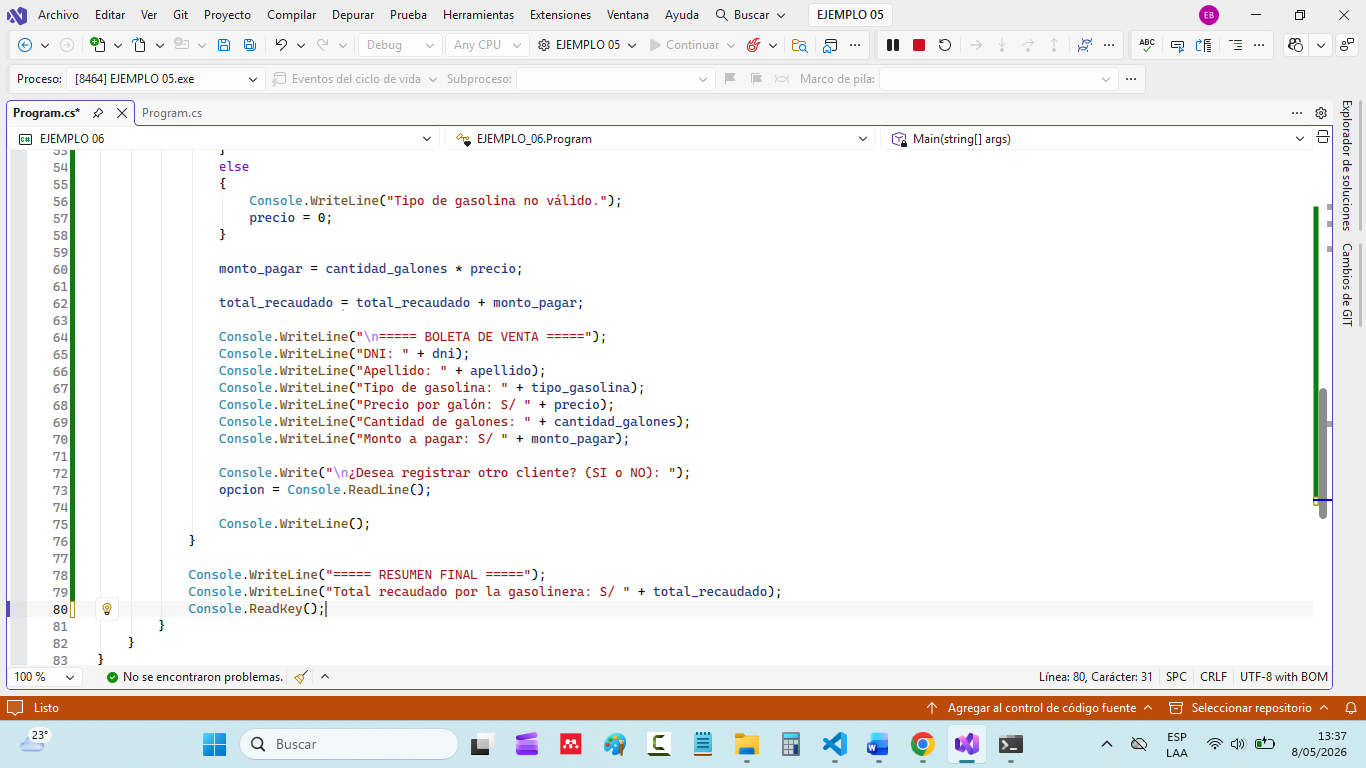 Archivo Editar Ver Git Proyecto Compilar Depurar Prueba Herramientas Extensiones Ventana Ayuda Buscar EJEMPLO 05 EB
Debug Any CPU EJEMPLO 05 Continuar ABC
Proceso: [8464] EJEMPLO 05.exe Eventos del ciclo de vida Subproceso: Marco de pila:
Program.cs* Program.cs
C# EJEMPLO 06 EJEMPLO_06.Program Main(string[] args)
Explorador de soluciones
Cambios de GIT
53 }
54 else
55 {
56 Console.WriteLine("Tipo de gasolina no válido.");
57 precio = 0;
58 }
59
60 monto_pagar = cantidad_galones * precio;
61
62 total_recaudado = total_recaudado + monto_pagar;
63
64 Console.WriteLine("\n===== BOLETA DE VENTA =====");
65 Console.WriteLine("DNI: " + dni);
66 Console.WriteLine("Apellido: " + apellido);
67 Console.WriteLine("Tipo de gasolina: " + tipo_gasolina);
68 Console.WriteLine("Precio por galón: S/ " + precio);
69 Console.WriteLine("Cantidad de galones: " + cantidad_galones);
70 Console.WriteLine("Monto a pagar: S/ " + monto_pagar);
71
72 Console.Write("\n¿Desea registrar otro cliente? (SI o NO): ");
73 opcion = Console.ReadLine();
74
75 Console.WriteLine();
76 }
77
78 Console.WriteLine("===== RESUMEN FINAL =====");
79 Console.WriteLine("Total recaudado por la gasolinera: S/ " + total_recaudado);
80 Console.ReadKey();
81 }
82 }
83 }
100 % No se encontraron problemas. Línea: 80, Carácter: 31 SPC CRLF UTF-8 with BOM
Listo Agregar al control de código fuente Seleccionar repositorio
23° Buscar ESP 13:37
LAA 8/05/2026